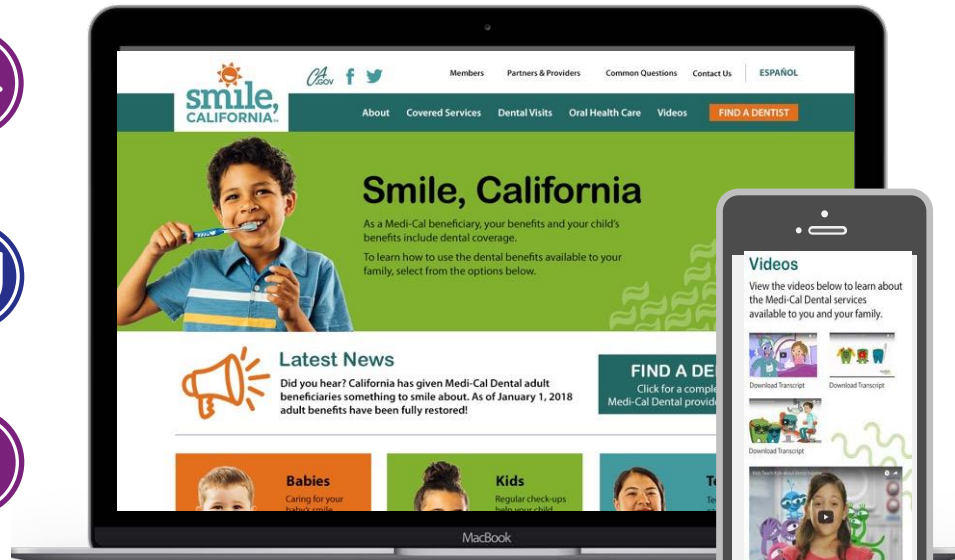 smile,
CALIFORNIA
CA
.GOV
Members Partners & Providers Common Questions Contact Us ESPAÑOL
About Covered Services Dental Visits Oral Health Care Videos FIND A DENTIST
Smile, California
As a Medi-Cal beneficiary, your benefits and your child's
benefits include dental coverage.
To learn how to use the dental benefits available to your
family, select from the options below.
Latest News
Did you hear? California has given Medi-Cal Dental adult
beneficiaries something to smile about. As of January 1, 2018
adult benefits have been fully restored!
FIND A DE
Click for a comple
Medi-Cal Dental provide
Babies
Caring for your
baby's smile
Kids
Regular check-ups
help your child
MacBook
Videos
View the videos below to learn about
the Medi-Cal Dental services
available to you and your family.
Download Transcript Download Transcript
Download Transcript